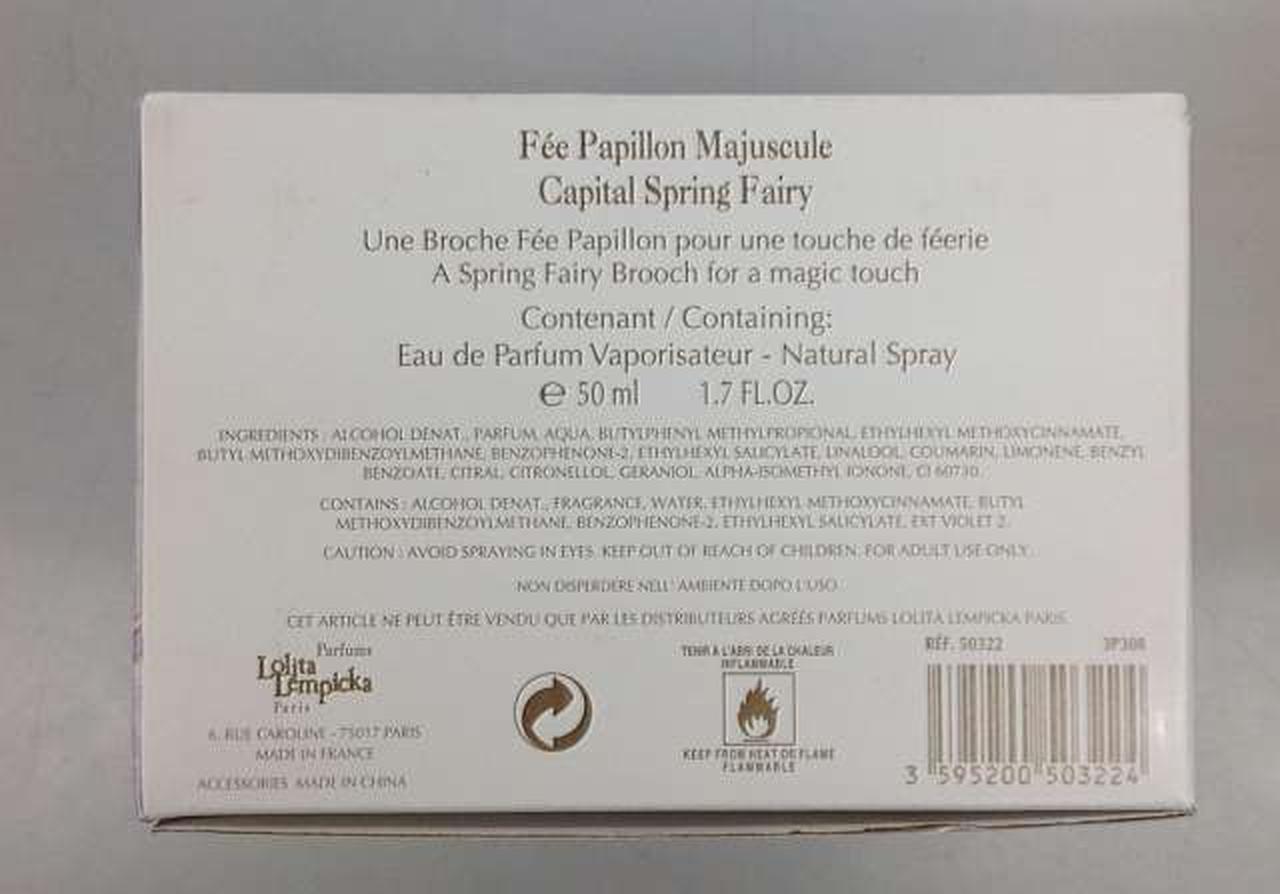 Fée Papillon Majuscule
Capital Spring Fairy
Une Broche Fée Papillon pour une touche de féerie
A Spring Fairy Brooch for a magic touch
Contenant / Containing:
Eau de Parfum Vaporisateur - Natural Spray
℮ 50 ml 1.7 FL.OZ.
INGREDIENTS : ALCOHOL DENAT., PARFUM, AQUA, BUTYLPHENYL METHYLPROPIONAL, ETHYLHEXYL METHOXYCINNAMATE,
BUTYL METHOXYDIBENZOYLMETHANE, BENZOPHENONE-2, ETHYLHEXYL SALICYLATE, LINALOOL, COUMARIN, LIMONENE, BENZYL
BENZOATE, CITRAL, CITRONELLOL, GERANIOL, ALPHA-ISOMETHYL IONONE, CI 60730.
CONTAINS : ALCOHOL DENAT., FRAGRANCE, WATER, ETHYLHEXYL METHOXYCINNAMATE, BUTYL
METHOXYDIBENZOYLMETHANE, BENZOPHENONE-2, ETHYLHEXYL SALICYLATE, EXT VIOLET 2.
CAUTION : AVOID SPRAYING IN EYES. KEEP OUT OF REACH OF CHILDREN. FOR ADULT USE ONLY.
NON DISPERDERE NELL' AMBIENTE DOPO L'USO
CET ARTICLE NE PEUT ÊTRE VENDU QUE PAR LES DISTRIBUTEURS AGRÉÉS PARFUMS LOLITA LEMPICKA PARIS.
Parfums
Lolita
Lempicka
Paris
6, RUE CAROLINE - 75017 PARIS
MADE IN FRANCE
ACCESSORIES MADE IN CHINA
TENIR A L'ABRI DE LA CHALEUR
INFLAMMABLE
KEEP FROM HEAT OR FLAME
FLAMMABLE
RÉF. 50322 3P308
3 595200 503224